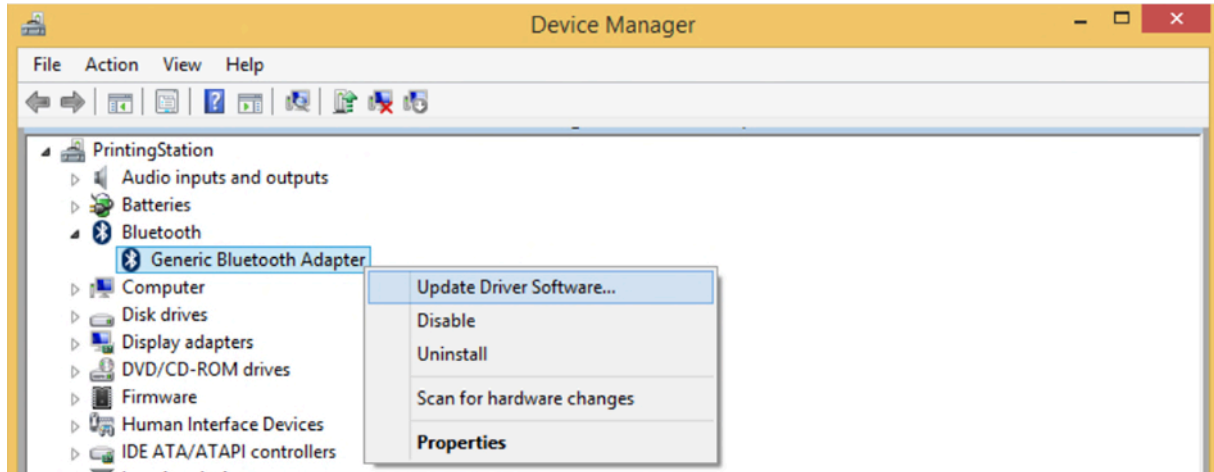 Device Manager
File Action View Help
PrintingStation
Audio inputs and outputs
Batteries
Bluetooth
Generic Bluetooth Adapter
Computer
Disk drives
Display adapters
DVD/CD-ROM drives
Firmware
Human Interface Devices
IDE ATA/ATAPI controllers
Update Driver Software...
Disable
Uninstall
Scan for hardware changes
Properties